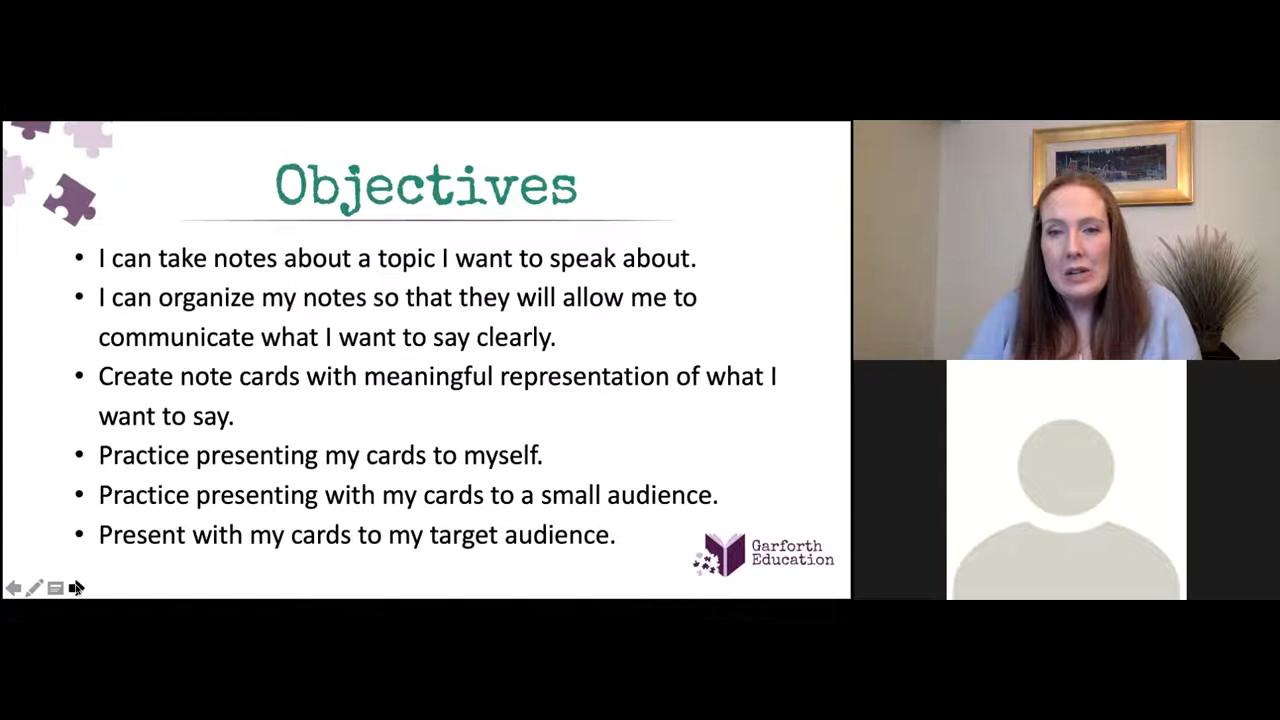 Objectives
• I can take notes about a topic I want to speak about.
• I can organize my notes so that they will allow me to
communicate what I want to say clearly.
• Create note cards with meaningful representation of what I
want to say.
• Practice presenting my cards to myself.
• Practice presenting with my cards to a small audience.
• Present with my cards to my target audience.
Garforth
Education